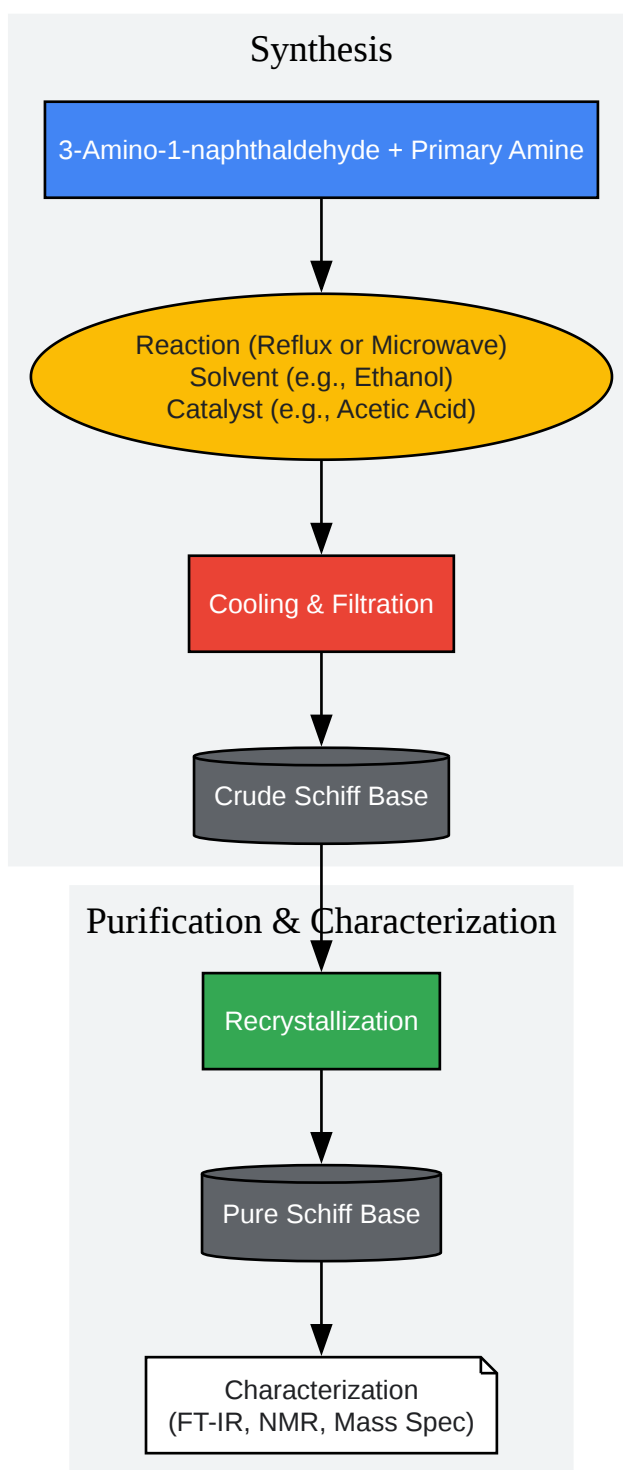 Synthesis
3-Amino-1-naphthaldehyde + Primary Amine
Reaction (Reflux or Microwave)
Solvent (e.g., Ethanol)
Catalyst (e.g., Acetic Acid)
Cooling & Filtration
Crude Schiff Base
Purification & Characterization
Recrystallization
Pure Schiff Base
Characterization
(FT-IR, NMR, Mass Spec)